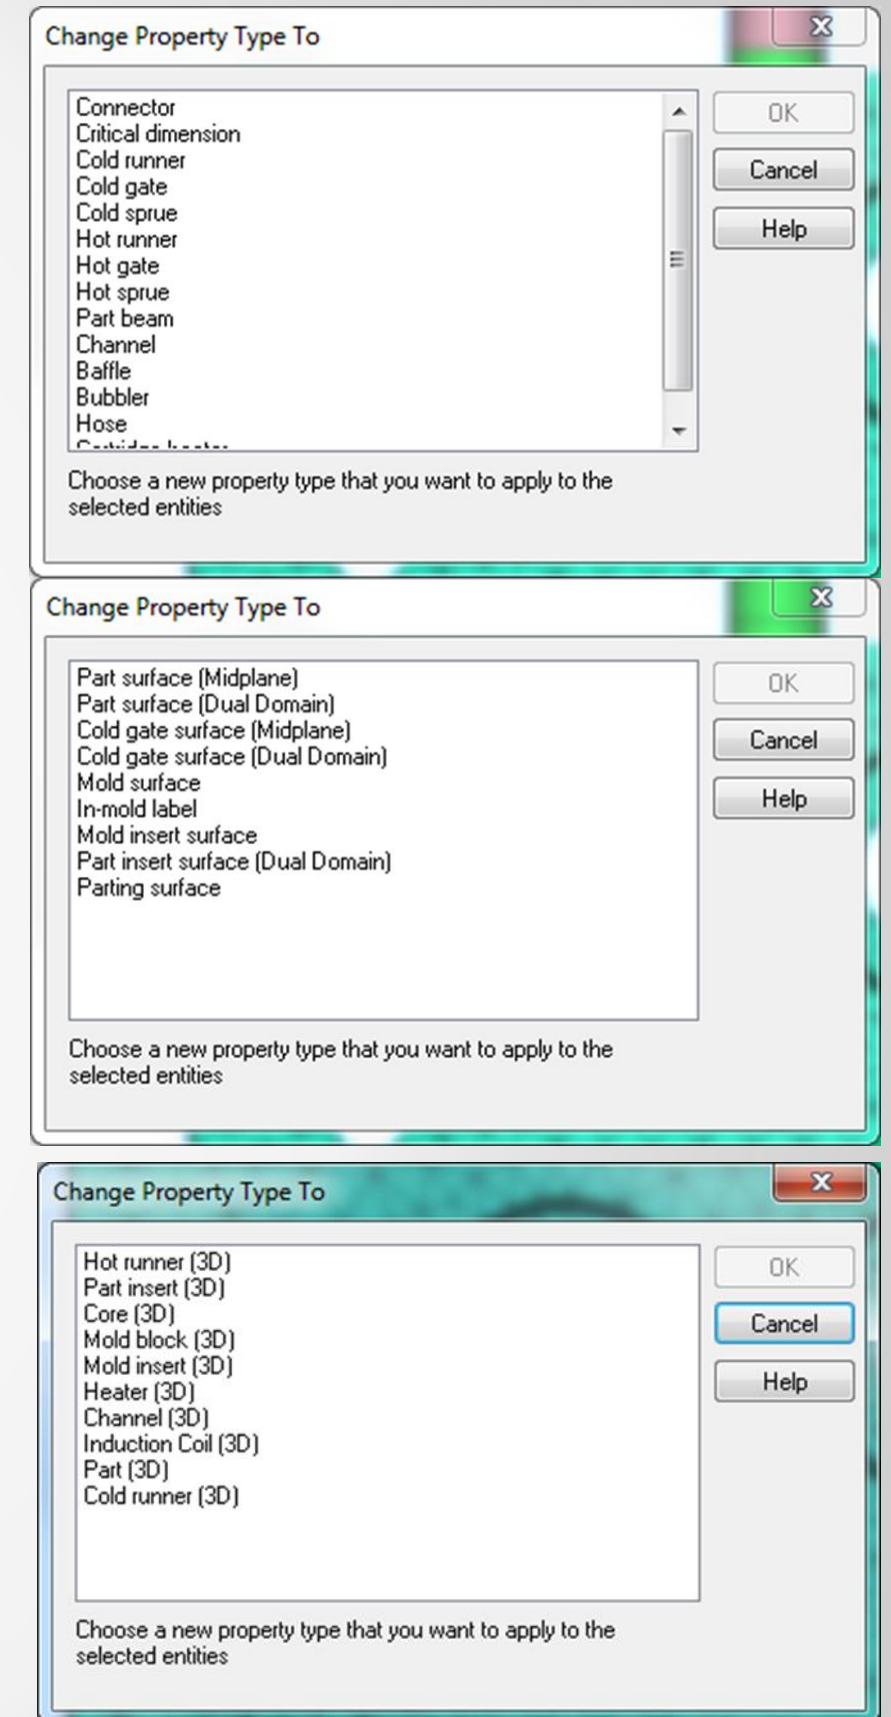 Change Property Type To
Connector
Critical dimension
Cold runner
Cold gate
Cold sprue
Hot runner
Hot gate
Hot sprue
Part beam
Channel
Baffle
Bubbler
Hose
OK
Cancel
Help
Choose a new property type that you want to apply to the
selected entities
Change Property Type To
Part surface (Midplane)
Part surface (Dual Domain)
Cold gate surface (Midplane)
Cold gate surface (Dual Domain)
Mold surface
In-mold label
Mold insert surface
Part insert surface (Dual Domain)
Parting surface
OK
Cancel
Help
Choose a new property type that you want to apply to the
selected entities
Change Property Type To
Hot runner (3D)
Part insert (3D)
Core (3D)
Mold block (3D)
Mold insert (3D)
Heater (3D)
Channel (3D)
Induction Coil (3D)
Part (3D)
Cold runner (3D)
OK
Cancel
Help
Choose a new property type that you want to apply to the
selected entities